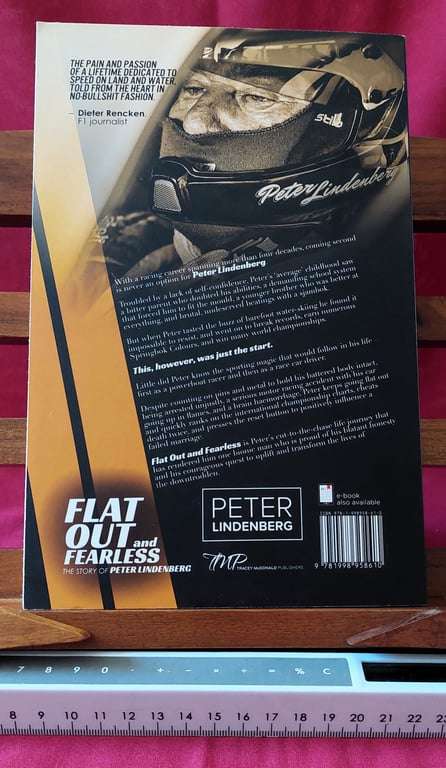 THE PAIN AND PASSION
OF A LIFETIME DEDICATED TO
SPEED ON LAND AND WATER,
TOLD FROM THE HEART IN
NO-BULLSHIT FASHION.
– Dieter Rencken,
F1 journalist
Peter Lindenberg
With a racing career spanning more than four decades, coming second
is never an option for Peter Lindenberg.
Troubled by a lack of self-confidence, Peter's 'average' childhood saw
a bitter parent who doubted his abilities, a demanding school system
that forced him to fit the mould, a younger brother who was better at
everything, and brutal, undeserved beatings with a sjambok.
But when Peter tasted the buzz of barefoot water-skiing he found it
impossible to resist, and went on to break records, earn numerous
Springbok Colours, and win many world championships.
This, however, was just the start.
Little did Peter know the sporting magic that would follow in his life –
first as a powerboat racer and then as a race car driver.
Despite counting on pins and metal to hold his battered body intact,
being arrested unjustly, a serious motor racing accident with his car
going up in flames, and a brain haemorrhage, Peter keeps going flat out
and quickly ranks on the international championship charts, cheats
death twice, and presses the reset button to positively influence a
failed marriage.
Flat Out and Fearless is Peter's cut-to-the-chase life journey that
has rendered him one bionic man who is proud of his blatant honesty
and his courageous quest to uplift and transform the lives of
the downtrodden.
FLAT
OUT and
FEARLESS
THE STORY OF PETER LINDENBERG
PETER
LINDENBERG
TMP
TRACEY McDONALD PUBLISHERS
e-book
also available
ISBN 978-1-998958-61-0
9 781998 958610
7 8 9 0 · + - × ÷ = % C
8 9 10 11 12 13 14 15 16 17 18 19 20 21 22 23